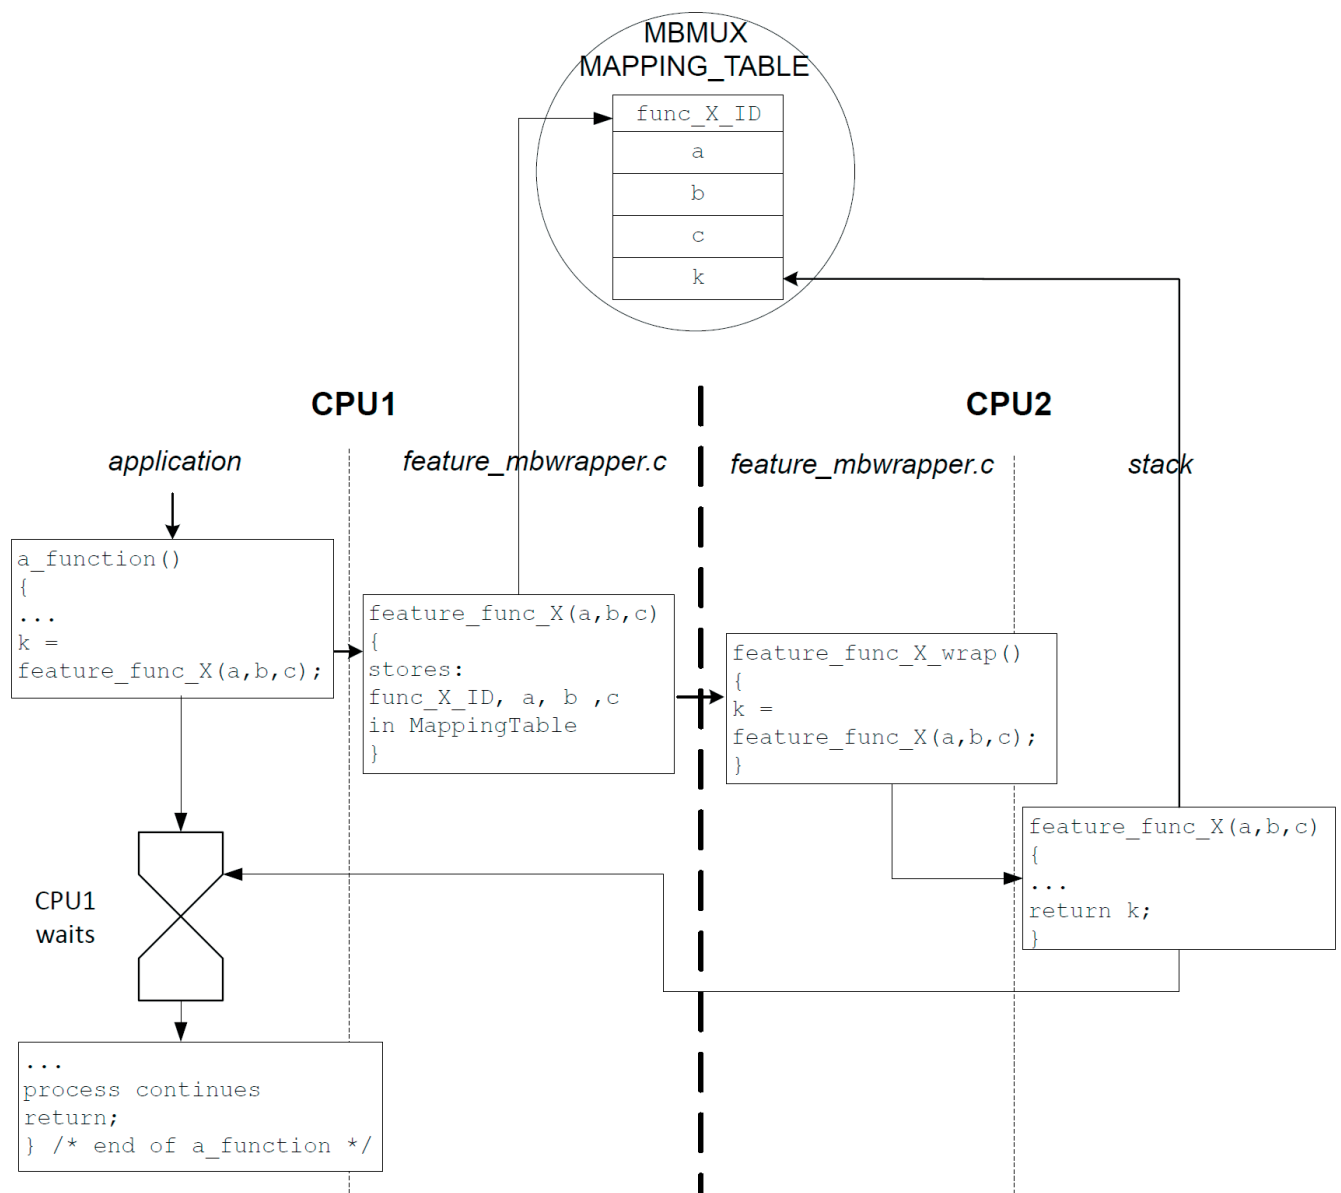 MBMUX
MAPPING_TABLE
func_X_ID
a
b
c
k
CPU1
CPU2
application
feature_mbwrapper.c
feature_mbwrapper.c
stack
a_function()
{
...
k =
feature_func_X(a,b,c);
feature_func_X(a,b,c)
{
stores:
func_X_ID, a, b ,c
in MappingTable
}
feature_func_X_wrap()
{
k =
feature_func_X(a,b,c);
}
feature_func_X(a,b,c)
{
...
return k;
}
CPU1
waits
...
process continues
return;
} /* end of a_function */